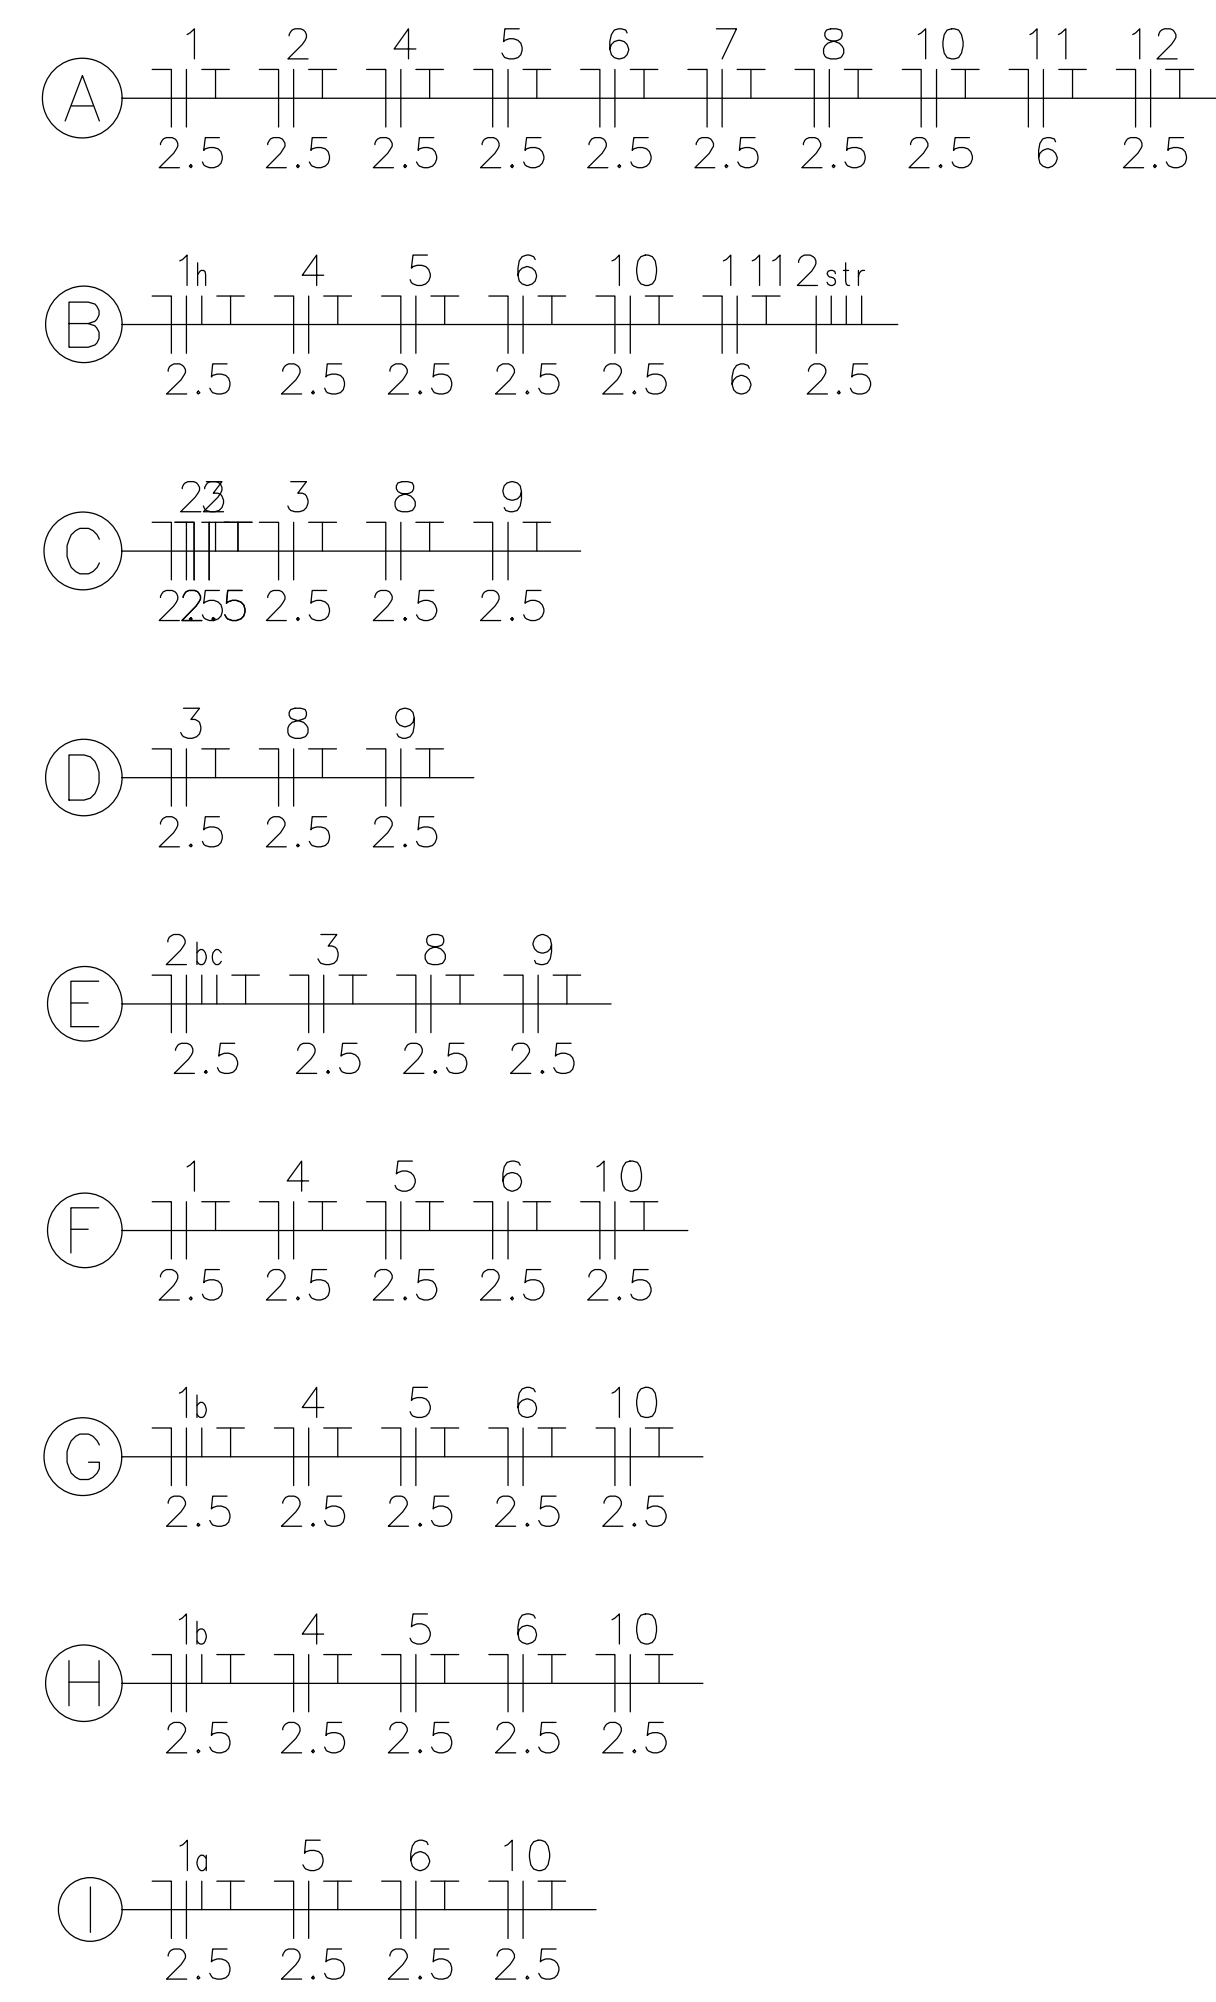 1 2 4 5 6 7 8 10 11 12
A
2.5 2.5 2.5 2.5 2.5 2.5 2.5 2.5 6 2.5
1h 4 5 6 10 11 12str
B
2.5 2.5 2.5 2.5 2.5 6 2.5
3 8 9
C
2.5 2.5 2.5
3 8 9
D
2.5 2.5 2.5
2bc 3 8 9
E
2.5 2.5 2.5 2.5
1 4 5 6 10
F
2.5 2.5 2.5 2.5 2.5
1b 4 5 6 10
G
2.5 2.5 2.5 2.5 2.5
1b 4 5 6 10
H
2.5 2.5 2.5 2.5 2.5
1a 5 6 10
I
2.5 2.5 2.5 2.5